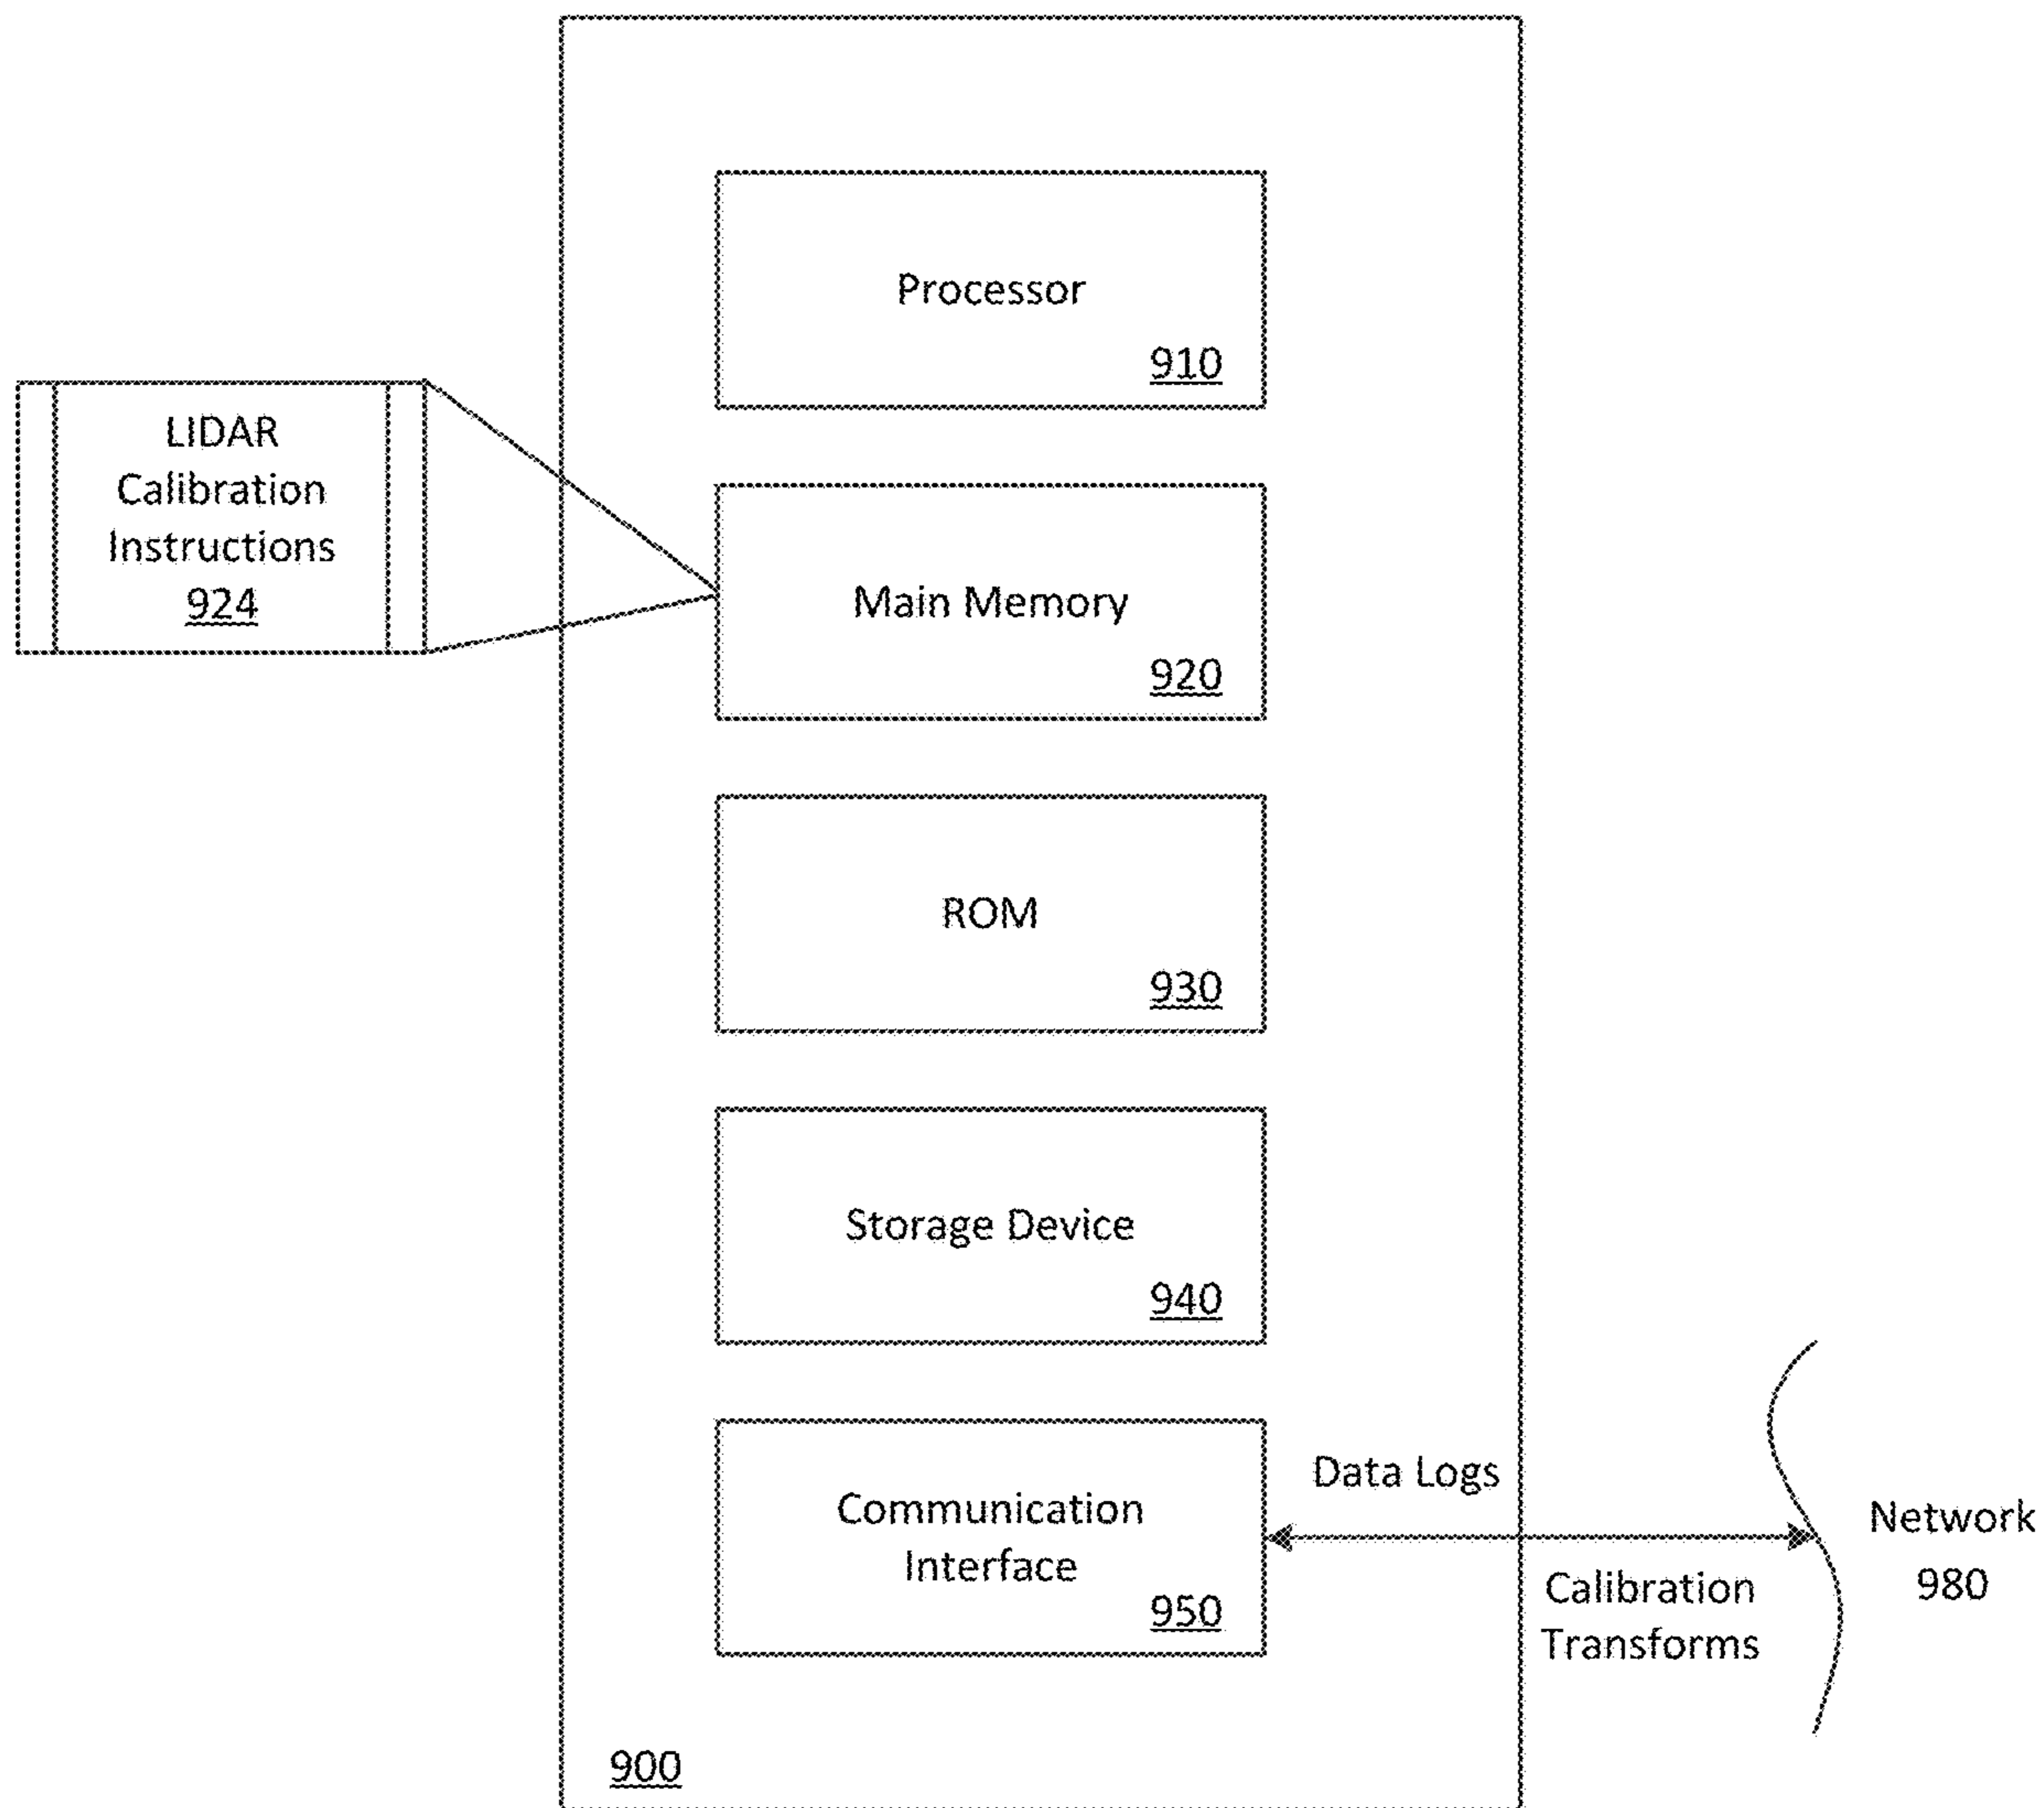 Processor
910
LIDAR
Calibration
Instructions
924
Main Memory
920
ROM
930
Storage Device
940
Communication
Interface
950
Data Logs
Calibration
Transforms
Network
980
900